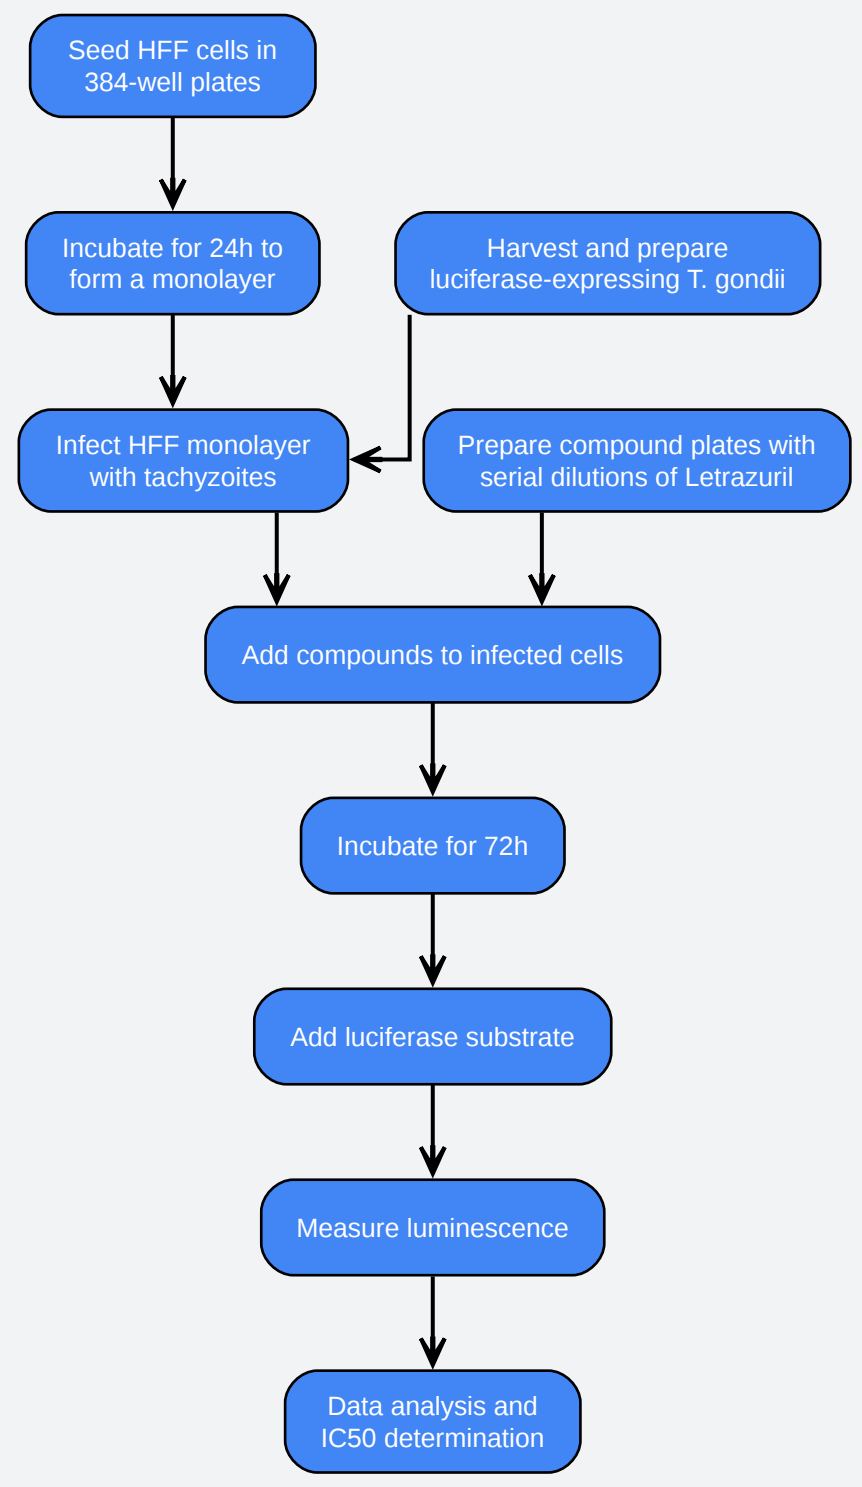 Seed HFF cells in
384-well plates
Incubate for 24h to
form a monolayer
Harvest and prepare
luciferase-expressing T. gondii
Infect HFF monolayer
with tachyzoites
Prepare compound plates with
serial dilutions of Letrazuril
Add compounds to infected cells
Incubate for 72h
Add luciferase substrate
Measure luminescence
Data analysis and
IC50 determination